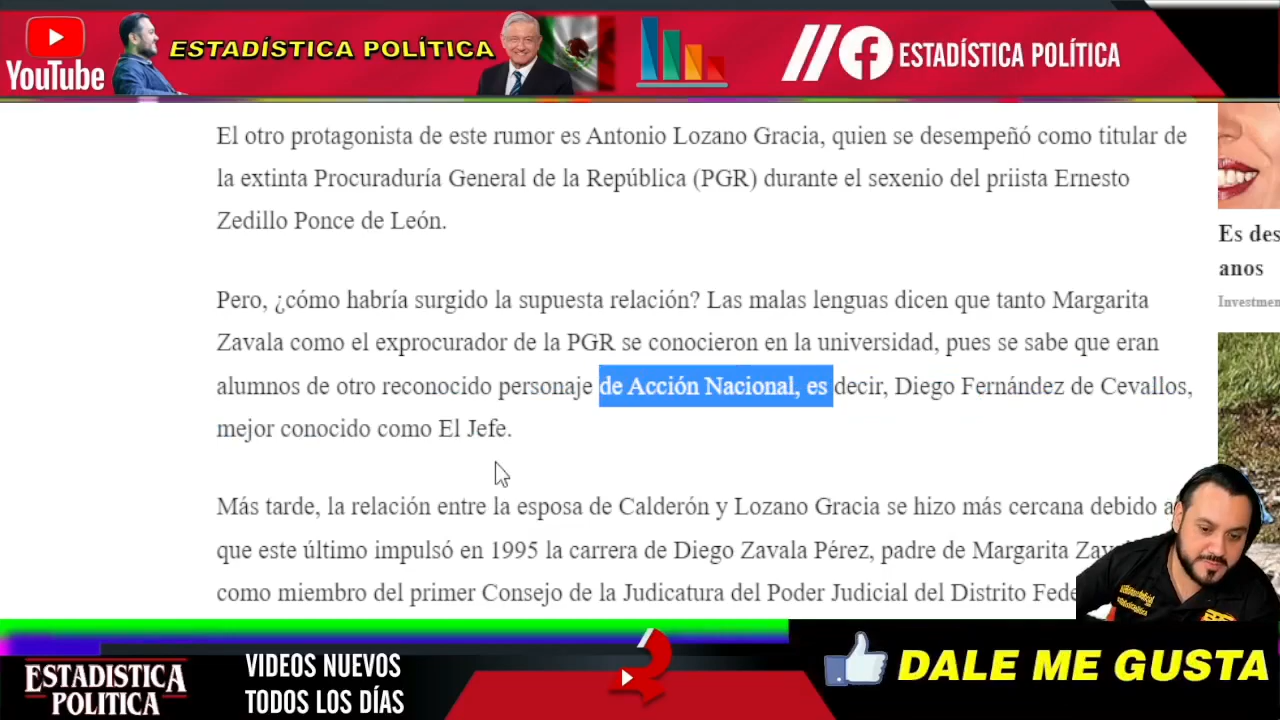 YouTube
ESTADÍSTICA POLÍTICA
ESTADÍSTICA POLÍTICA
El otro protagonista de este rumor es Antonio Lozano Gracia, quien se desempeñó como titular de
la extinta Procuraduría General de la República (PGR) durante el sexenio del priista Ernesto
Zedillo Ponce de León.
Pero, ¿cómo habría surgido la supuesta relación? Las malas lenguas dicen que tanto Margarita
Zavala como el exprocurador de la PGR se conocieron en la universidad, pues se sabe que eran
alumnos de otro reconocido personaje de Acción Nacional, es decir, Diego Fernández de Cevallos,
mejor conocido como El Jefe.
Más tarde, la relación entre la esposa de Calderón y Lozano Gracia se hizo más cercana debido a
que este último impulsó en 1995 la carrera de Diego Zavala Pérez, padre de Margarita
como miembro del primer Consejo de la Judicatura del Poder Judicial del Distrito
Es des
anos
ESTADISTICA
POLÍTICA
VIDEOS NUEVOS
TODOS LOS DÍAS
DALE ME GUSTA